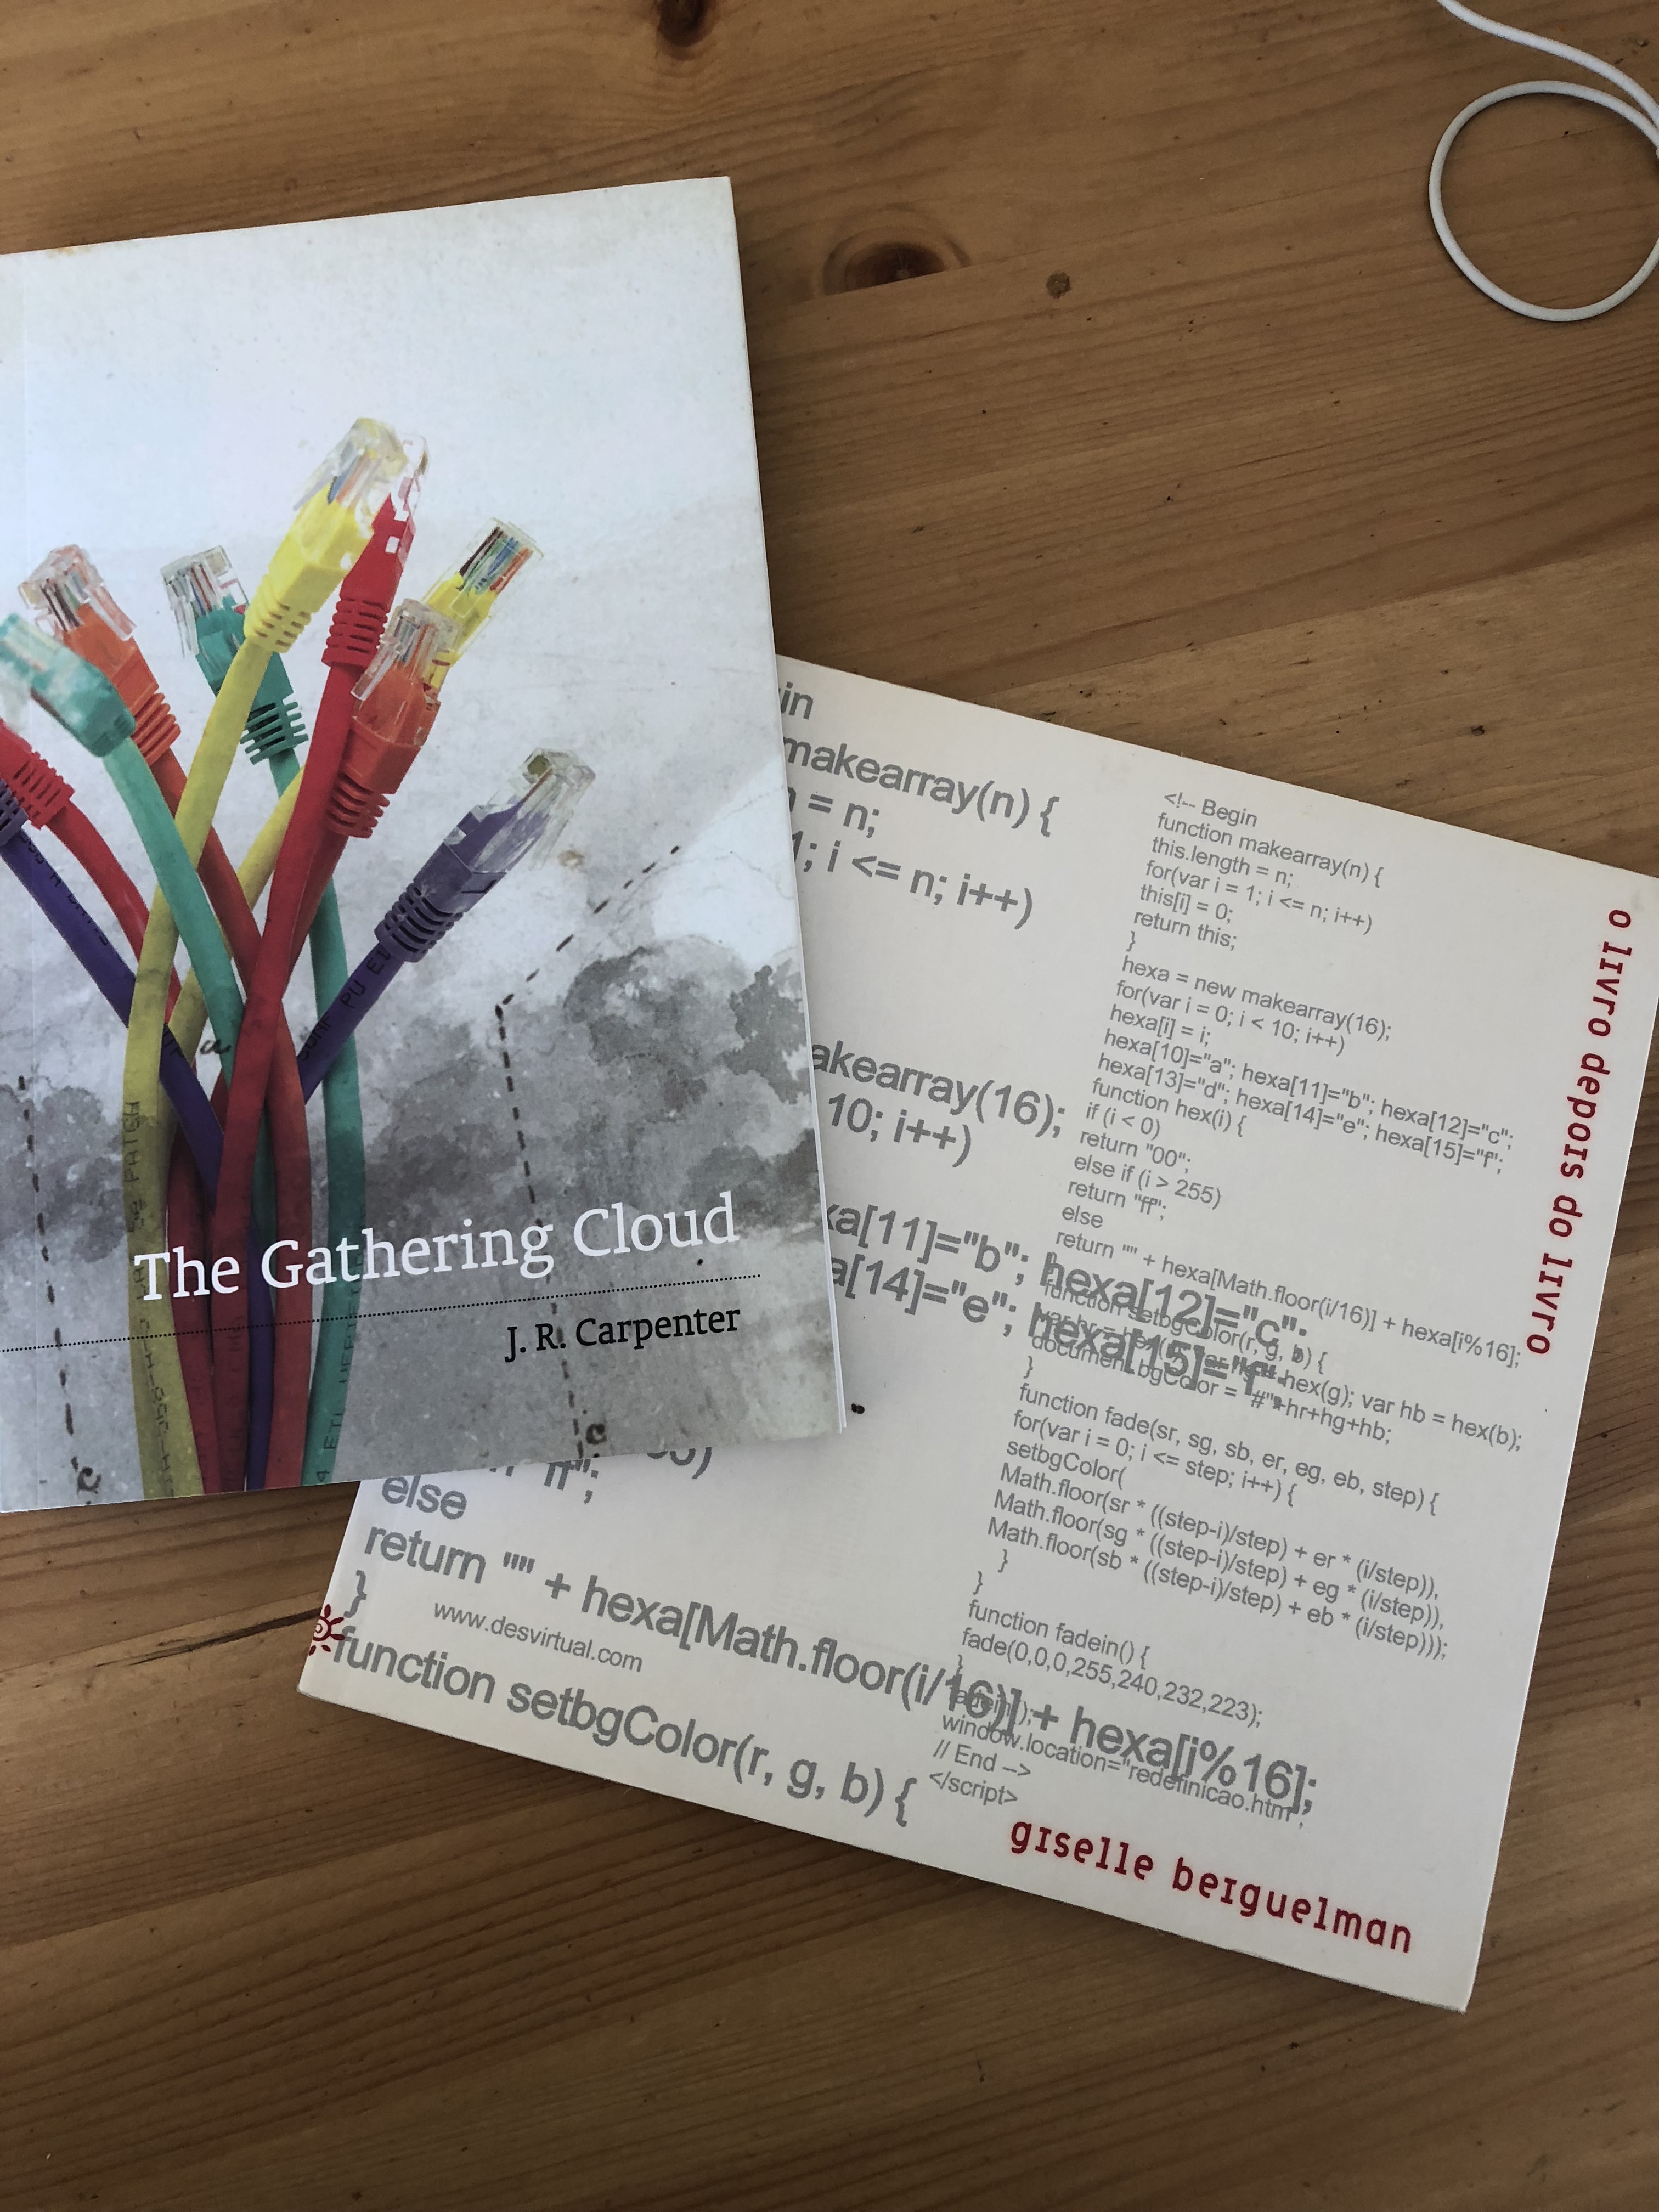 The Gathering Cloud
J. R. Carpenter
in
makearray(n) {
= n;
1; i <= n; i++)
akearray(16);
10; i++)
xa[11]="b"; hexa[12]="c";
a[14]="e"; hexa[15]="f";
"ff";
else
return "" + hexa[Math.floor(i/16)] + hexa[i%16];
}
www.desvirtual.com
function setbgColor(r, g, b) {
<!-- Begin
function makearray(n) {
this.length = n;
for(var i = 1; i <= n; i++)
this[i] = 0;
return this;
}
hexa = new makearray(16);
for(var i = 0; i < 10; i++)
hexa[i] = i;
hexa[10]="a"; hexa[11]="b"; hexa[12]="c";
hexa[13]="d"; hexa[14]="e"; hexa[15]="f";
function hex(i) {
if (i < 0)
return "00";
else if (i > 255)
return "ff";
else
return "" + hexa[Math.floor(i/16)] + hexa[i%16];
function setbgColor(r, g, b) {
var hr = hex(g); var hb = hex(b);
document.bgColor = "#"+hr+hg+hb;
}
function fade(sr, sg, sb, er, eg, eb, step) {
for(var i = 0; i <= step; i++) {
setbgColor(
Math.floor(sr * ((step-i)/step) + er * (i/step)),
Math.floor(sg * ((step-i)/step) + eg * (i/step)),
Math.floor(sb * ((step-i)/step) + eb * (i/step)));
}
}
function fadein() {
fade(0,0,0,255,240,232,223);
}
window.location="redefinicao.htm";
// End -->
</script>
o livro depois do livro
giselle beiguelman